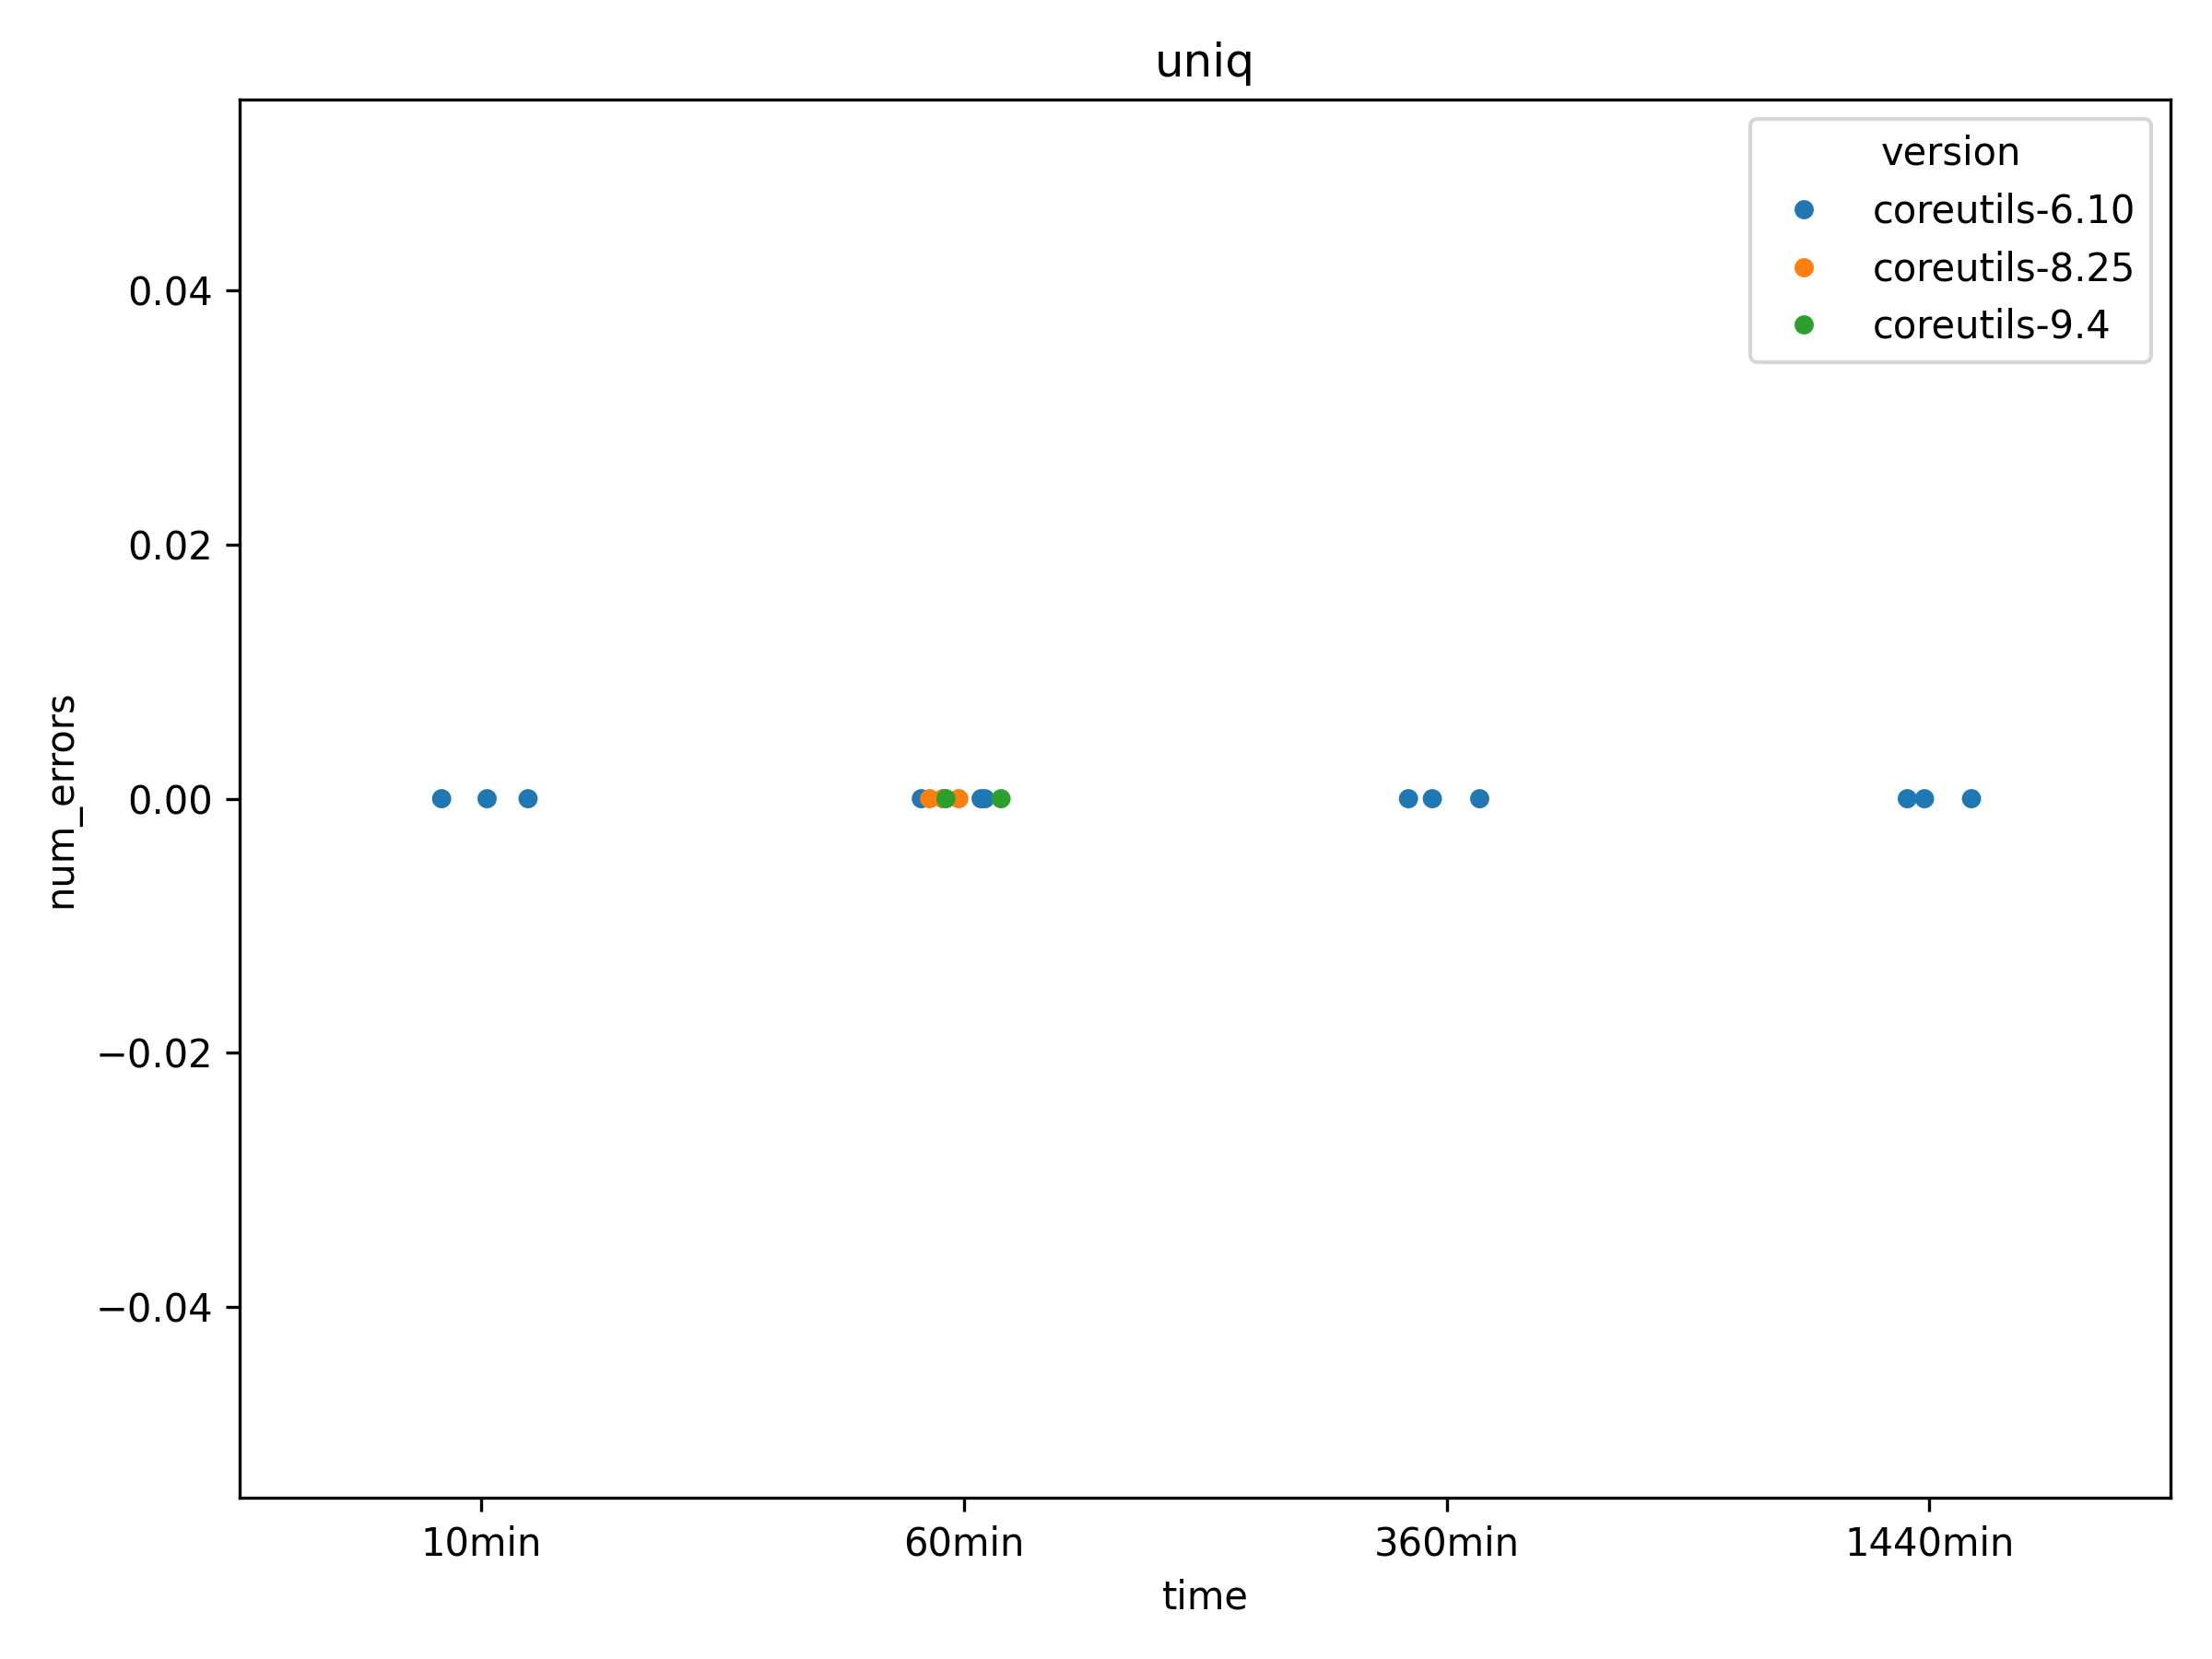 uniq
version
coreutils-6.10
coreutils-8.25
coreutils-9.4
num_errors
0.04
0.02
0.00
−0.02
−0.04
10min
60min
360min
1440min
time